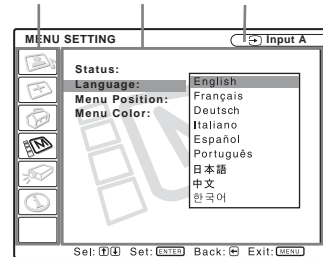 MENU SETTING Input A
Status:
Language:
Menu Position:
Menu Color:
English
Français
Deutsch
Italiano
Español
Português
日本語
中文
한국어
Sel: Set: ENTER Back: Exit: MENU